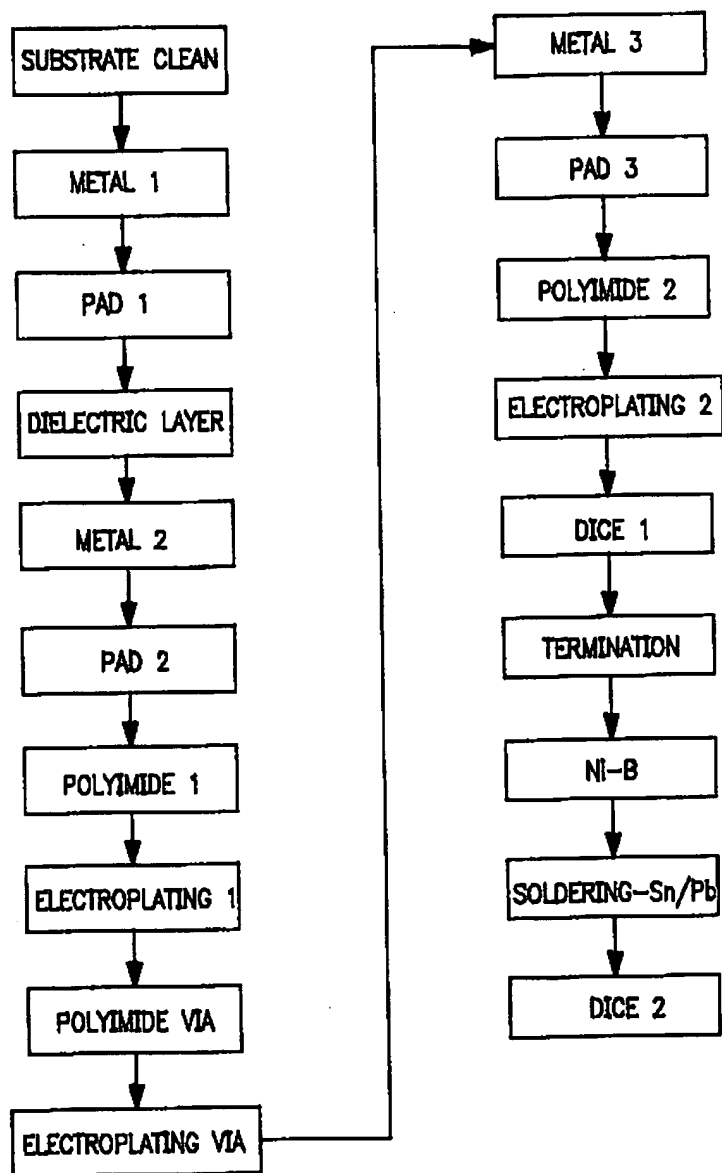 SUBSTRATE CLEAN
METAL 1
PAD 1
DIELECTRIC LAYER
METAL 2
PAD 2
POLYIMIDE 1
ELECTROPLATING 1
POLYIMIDE VIA
ELECTROPLATING VIA
METAL 3
PAD 3
POLYIMIDE 2
ELECTROPLATING 2
DICE 1
TERMINATION
Ni-B
SOLDERING-Sn/Pb
DICE 2